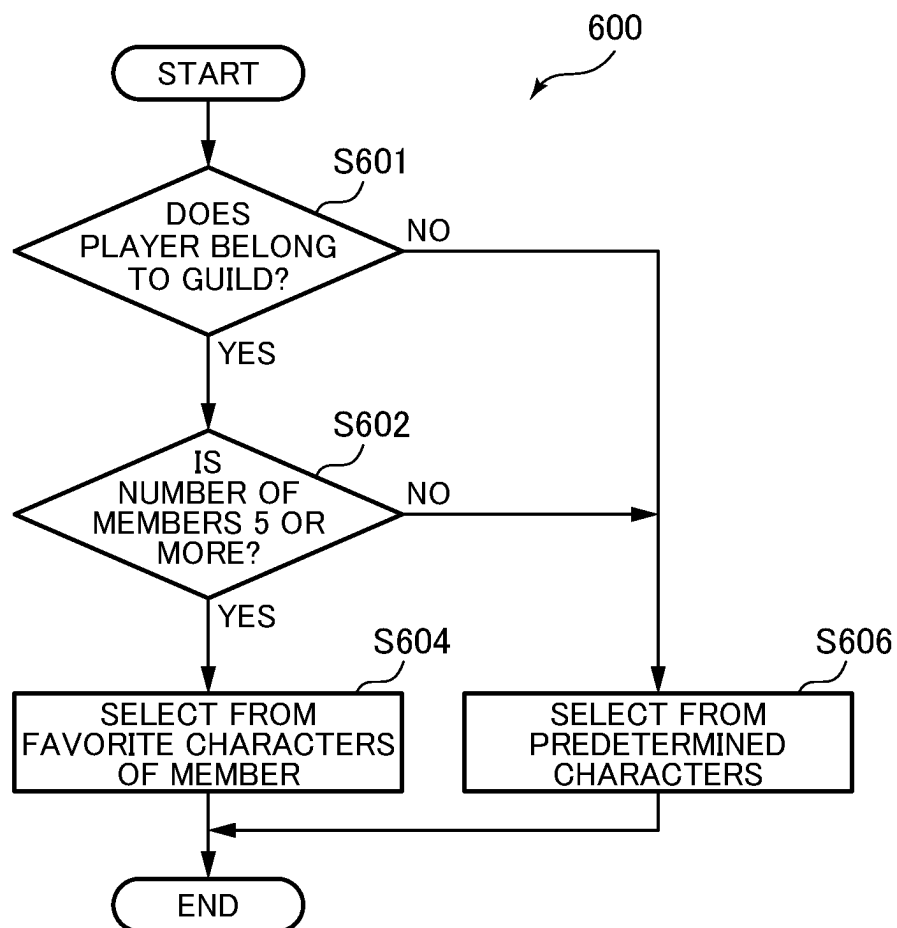 600
START
S601
DOES
PLAYER BELONG
TO GUILD?
NO
YES
S602
IS
NUMBER OF
MEMBERS 5 OR
MORE?
NO
YES
S604
SELECT FROM
FAVORITE CHARACTERS
OF MEMBER
S606
SELECT FROM
PREDETERMINED
CHARACTERS
END